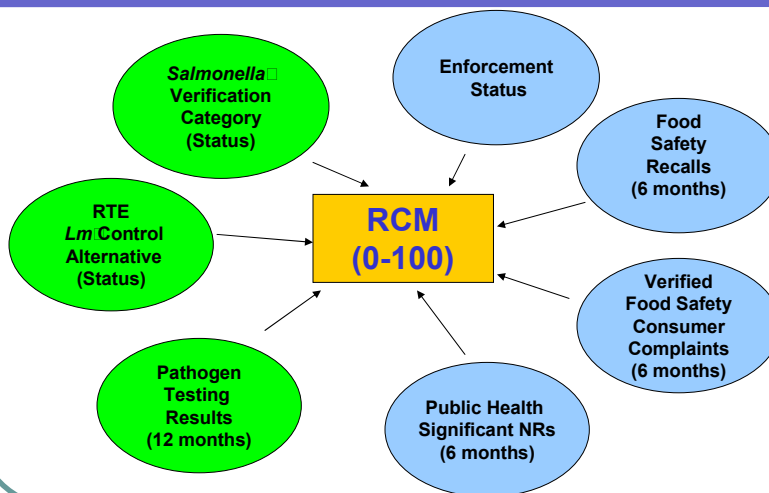 Salmonella
Verification
Category
(Status)
Enforcement
Status
Food
Safety
Recalls
(6 months)
RTE
Lm Control
Alternative
(Status)
RCM
(0-100)
Verified
Food Safety
Consumer
Complaints
(6 months)
Pathogen
Testing
Results
(12 months)
Public Health
Significant NRs
(6 months)